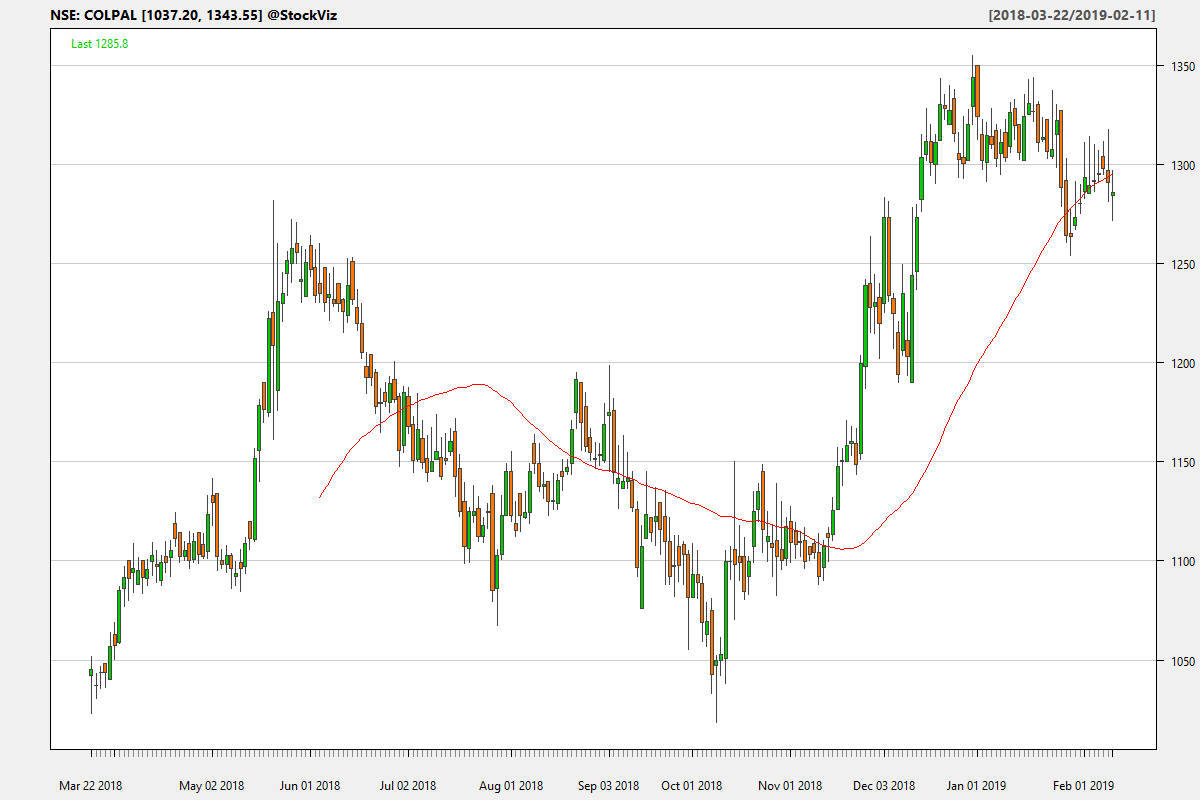 NSE: COLPAL [1037.20, 1343.55] @StockViz
[2018-03-22/2019-02-11]
Last 1285.8
1350
1300
1250
1200
1150
1100
1050
Mar 22 2018 May 02 2018 Jun 01 2018 Jul 02 2018 Aug 01 2018 Sep 03 2018 Oct 01 2018 Nov 01 2018 Dec 03 2018 Jan 01 2019 Feb 01 2019